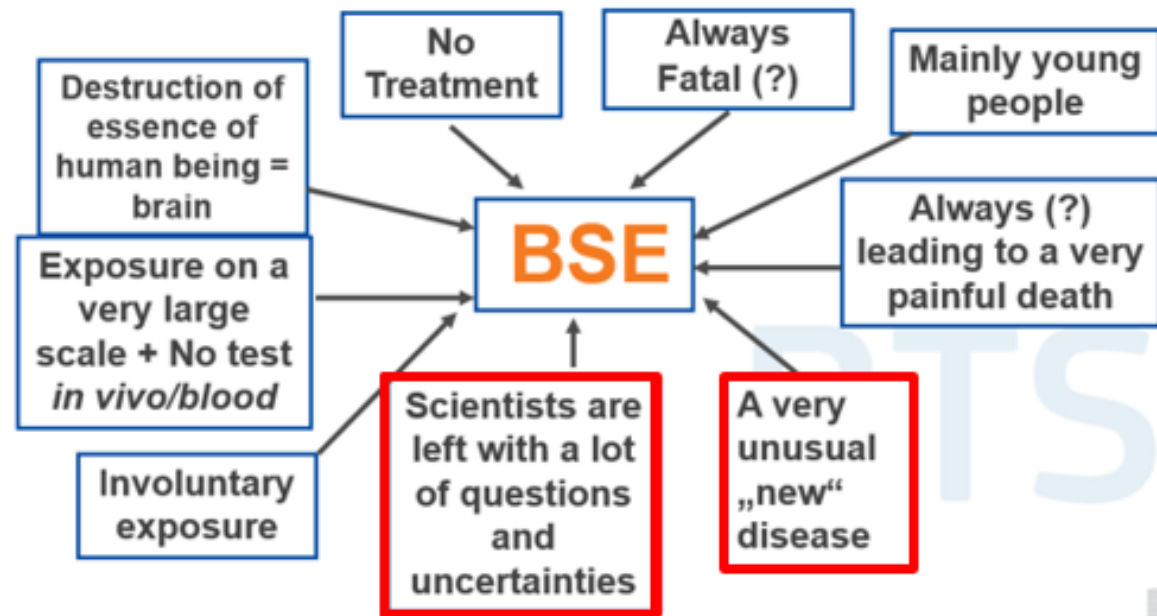 No
Treatment
Always
Fatal (?)
Mainly young
people
Destruction of
essence of
human being =
brain
BSE
Always (?)
leading to a very
painful death
Exposure on a
very large
scale + No test
in vivo/blood
Involuntary
exposure
Scientists are
left with a lot
of questions
and
uncertainties
A very
unusual
„new“
disease